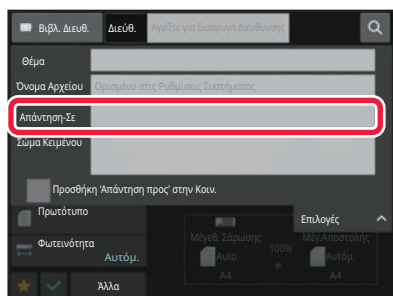 Βιβλ. Διευθ. Διεύθ. Αγγίξτε για Εισαγωγή Διεύθυνσης
Θέμα
Όνομα Αρχείου Ορισμένο στις Ρυθμίσεις Συστήματος
Απάντηση-Σε
Σώμα Κειμένου
Προσθήκη 'Απάντηση προς' στην Κοιν.
Πρωτότυπο
Επιλογές
Φωτεινότητα
Αυτόμ.
Μέγεθ. Σάρωσης 100% Μέγ.Αποστολής
Auto Αυτόμ.
A4 A4
Άλλα